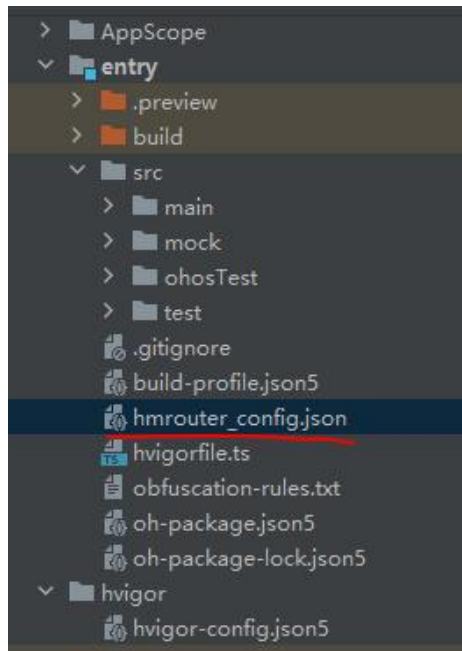 AppScope
entry
.preview
build
src
main
mock
ohosTest
test
.gitignore
build-profile.json5
hmrouter_config.json
TS hvigorfile.ts
obfuscation-rules.txt
oh-package.json5
oh-package-lock.json5
hvigor
hvigor-config.json5